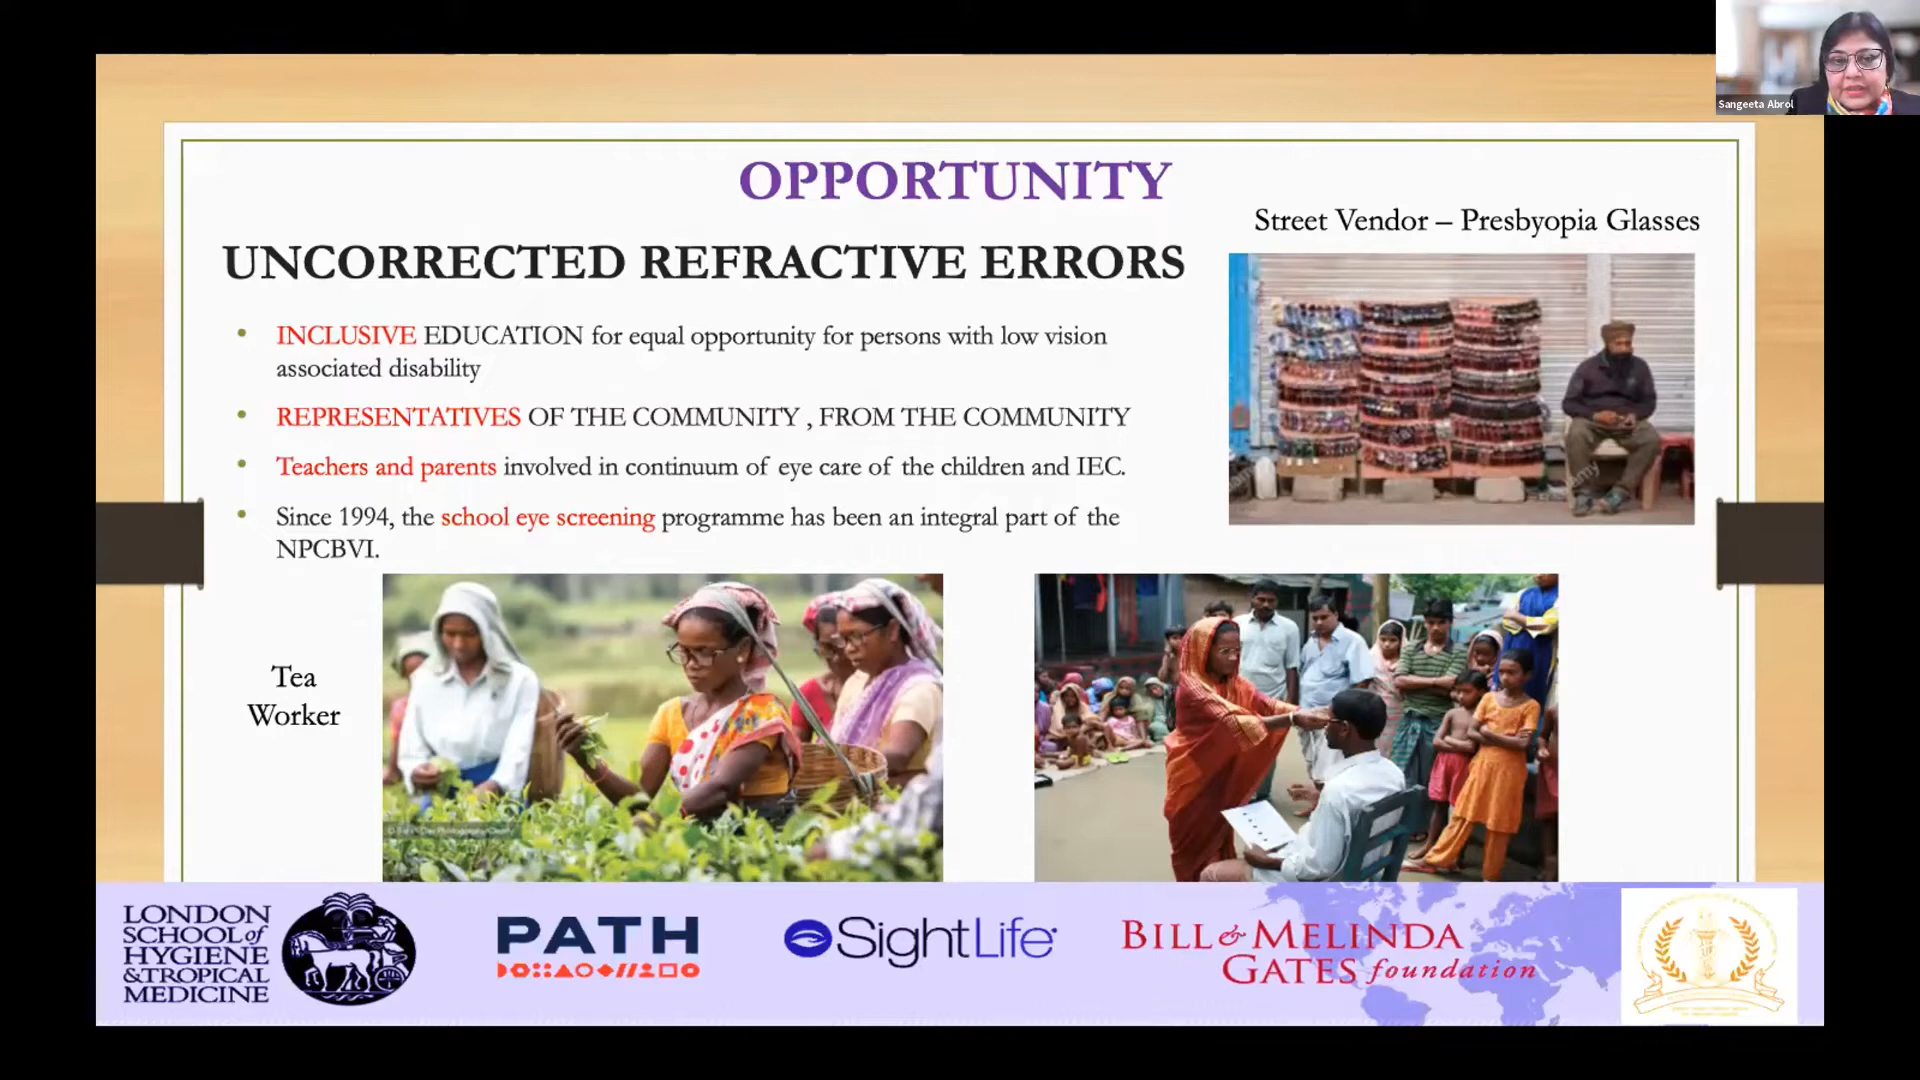 Sangeeta Abrol
OPPORTUNITY
Street Vendor – Presbyopia Glasses
UNCORRECTED REFRACTIVE ERRORS
• INCLUSIVE EDUCATION for equal opportunity for persons with low vision
associated disability
• REPRESENTATIVES OF THE COMMUNITY , FROM THE COMMUNITY
• Teachers and parents involved in continuum of eye care of the children and IEC.
• Since 1994, the school eye screening programme has been an integral part of the
NPCBVI.
Tea
Worker
LONDON
SCHOOL of
HYGIENE
&TROPICAL
MEDICINE
PATH
SightLife
BILL & MELINDA
GATES foundation